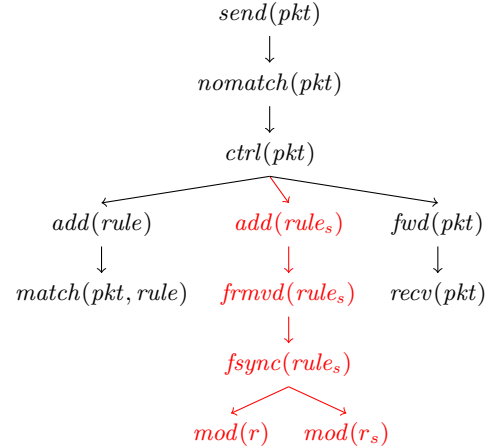 send(pkt)
nomatch(pkt)
ctrl(pkt)
add(rule) add(rule_s) fwd(pkt)
match(pkt, rule) frmvd(rule_s) recv(pkt)
fsync(rule_s)
mod(r) mod(r_s)